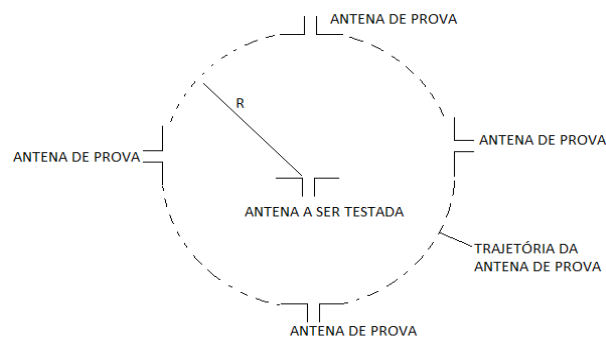 ANTENA DE PROVA
R
ANTENA DE PROVA
ANTENA DE PROVA
ANTENA A SER TESTADA
TRAJETÓRIA DA
ANTENA DE PROVA
ANTENA DE PROVA